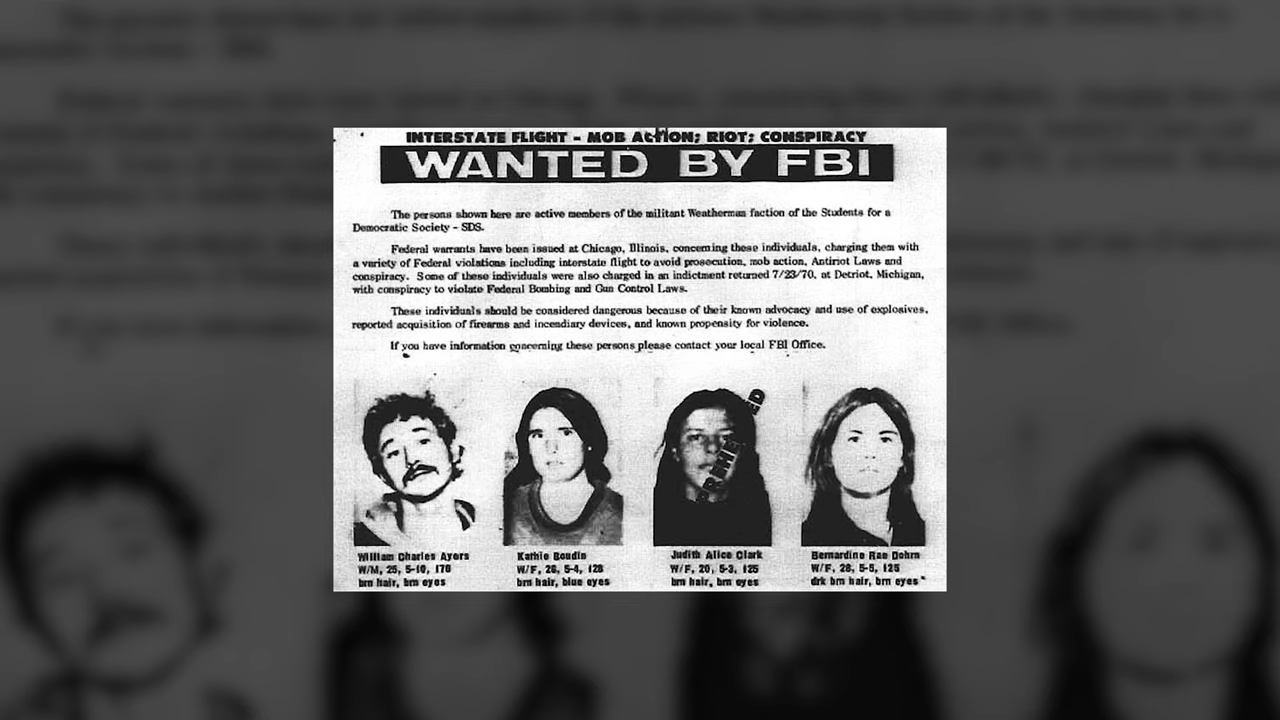 INTERSTATE FLIGHT - MOB ACTION; RIOT; CONSPIRACY
WANTED BY FBI
The persons shown here are active members of the militant Weatherman faction of the Students for a
Democratic Society - SDS.
Federal warrants have been issued at Chicago, Illinois, concerning these individuals, charging them with
a variety of Federal violations including interstate flight to avoid prosecution, mob action, Antiriot Laws and
conspiracy. Some of these individuals were also charged in an indictment returned 7/23/70, at Detriot, Michigan,
with conspiracy to violate Federal Bombing and Gun Control Laws.
These individuals should be considered dangerous because of their known advocacy and use of explosives,
reported acquisition of firearms and incendiary devices, and known propensity for violence.
If you have information concerning these persons please contact your local FBI Office.
William Charles Ayers
W/M, 25, 5-10, 170
brn hair, brn eyes
Kathie Boudin
W/F, 26, 5-4, 128
brn hair, blue eyes
Judith Alice Clark
W/F, 20, 5-3, 125
brn hair, brn eyes
Bernardine Rae Dohrn
W/F, 28, 5-5, 125
drk brn hair, brn eyes